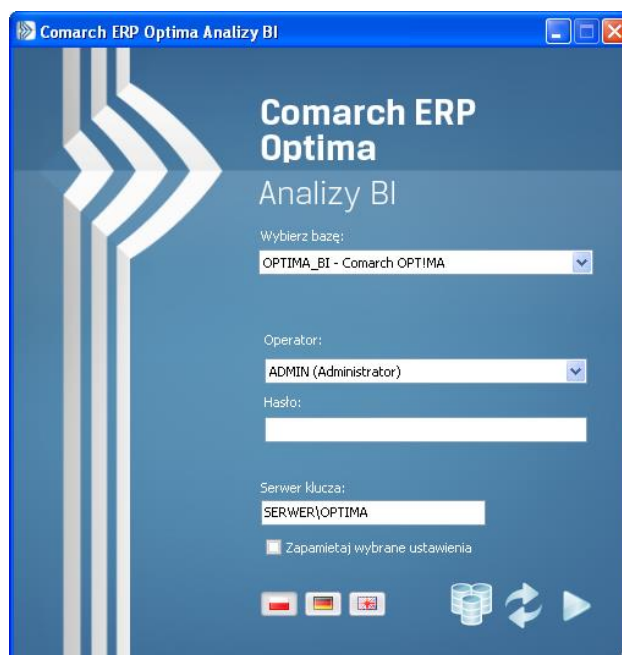 Comarch ERP Optima Analizy BI
Comarch ERP
Optima
Analizy BI
Wybierz bazę:
OPTIMA_BI - Comarch OPT!MA
Operator:
ADMIN (Administrator)
Hasło:
Serwer klucza:
SERWER\OPTIMA
Zapamietaj wybrane ustawienia